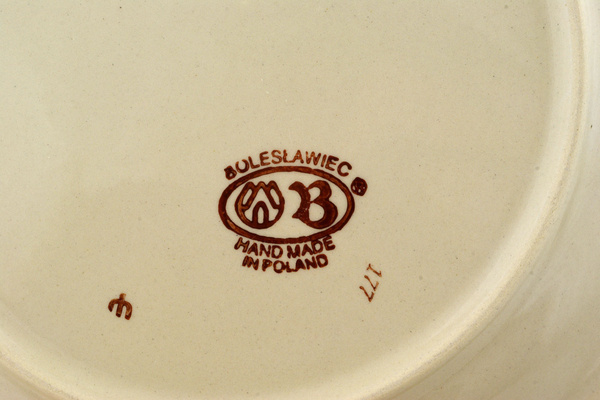 BOLESŁAWIEC
B
HAND MADE
IN POLAND
177